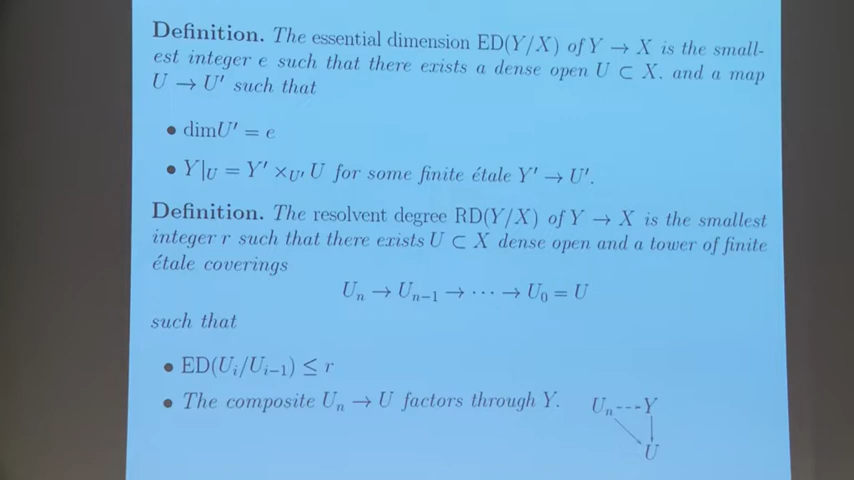 Definition. The essential dimension ED(Y/X) of Y → X is the small-
est integer e such that there exists a dense open U ⊂ X. and a map
U → U′ such that
• dimU′ = e
• Y|_U = Y′ ×_{U′} U for some finite étale Y′ → U′.
Definition. The resolvent degree RD(Y/X) of Y → X is the smallest
integer r such that there exists U ⊂ X dense open and a tower of finite
étale coverings
U_n → U_{n−1} → ⋯ → U_0 = U
such that
• ED(U_i/U_{i−1}) ≤ r
• The composite U_n → U factors through Y.
U_n ---Y
U